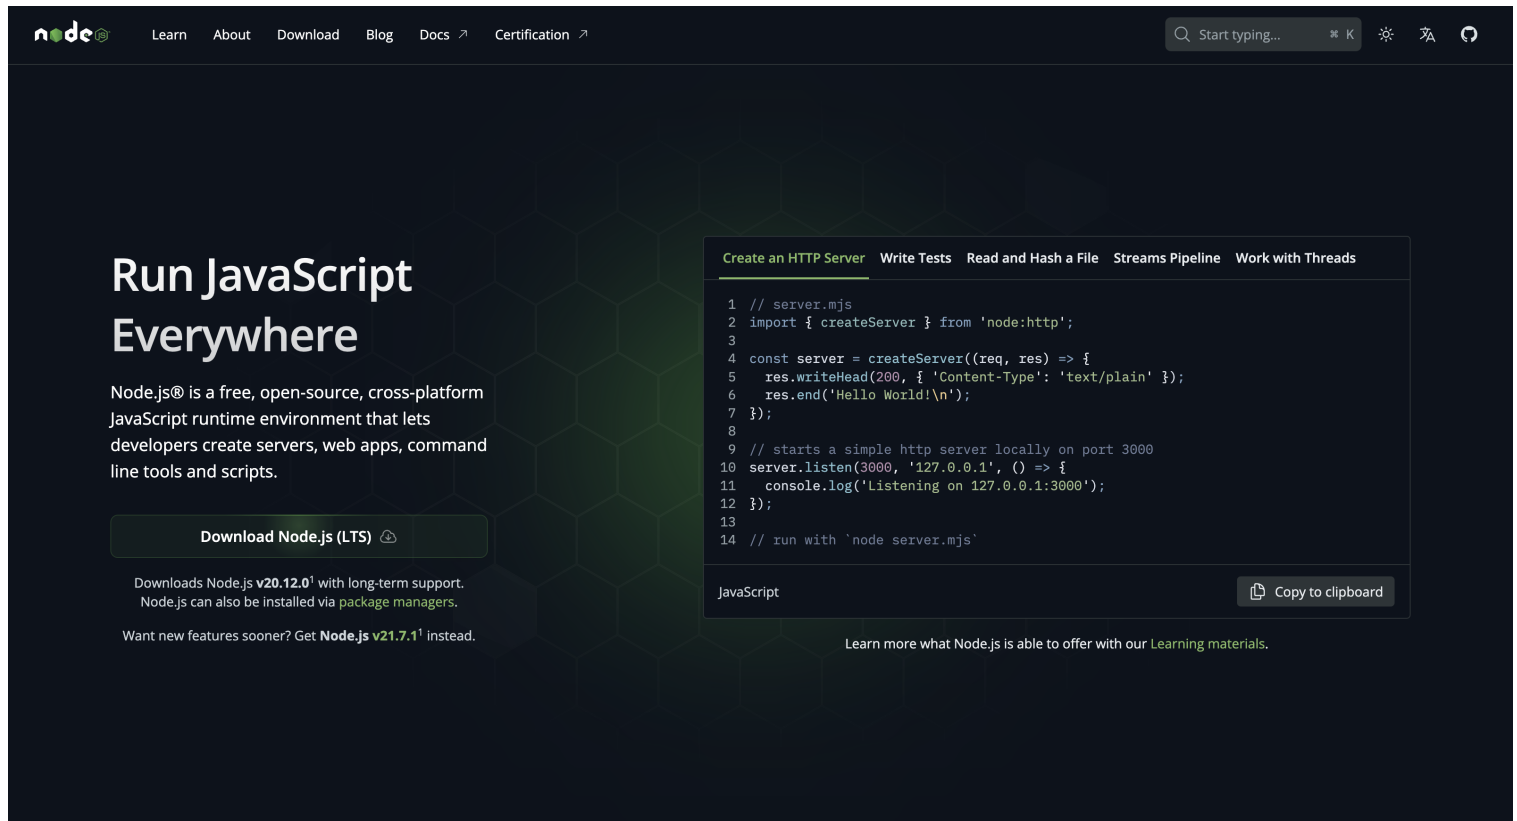 node JS
Learn About Download Blog Docs ↗ Certification ↗
Start typing... ⌘ K
Run JavaScript
Everywhere
Node.js® is a free, open-source, cross-platform
JavaScript runtime environment that lets
developers create servers, web apps, command
line tools and scripts.
Download Node.js (LTS)
Downloads Node.js v20.12.0¹ with long-term support.
Node.js can also be installed via package managers.
Want new features sooner? Get Node.js v21.7.1¹ instead.
Create an HTTP Server Write Tests Read and Hash a File Streams Pipeline Work with Threads
1 // server.mjs
2 import { createServer } from 'node:http';
3
4 const server = createServer((req, res) => {
5   res.writeHead(200, { 'Content-Type': 'text/plain' });
6   res.end('Hello World!\n');
7 });
8
9 // starts a simple http server locally on port 3000
10 server.listen(3000, '127.0.0.1', () => {
11   console.log('Listening on 127.0.0.1:3000');
12 });
13
14 // run with `node server.mjs`
JavaScript Copy to clipboard
Learn more what Node.js is able to offer with our Learning materials.